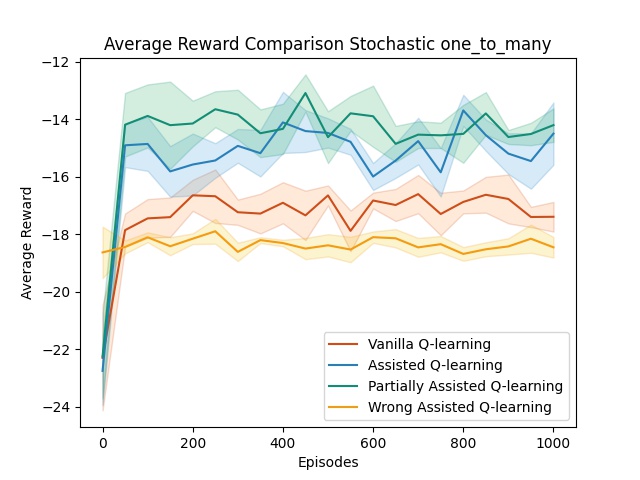 Average Reward Comparison Stochastic one_to_many
Average Reward
−12
−14
−16
−18
−20
−22
−24
Vanilla Q-learning
Assisted Q-learning
Partially Assisted Q-learning
Wrong Assisted Q-learning
0 200 400 600 800 1000
Episodes